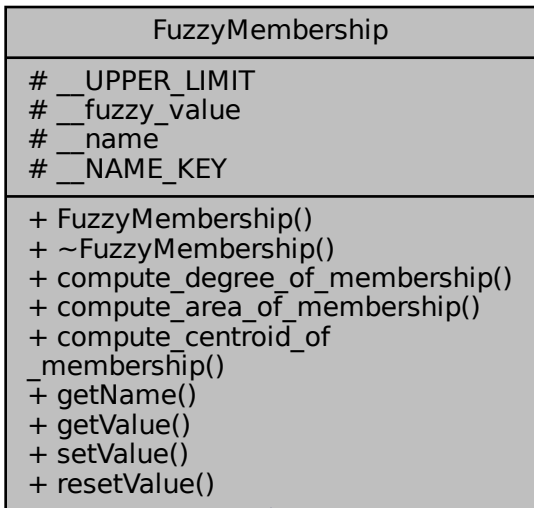 FuzzyMembership
# __UPPER_LIMIT
# __fuzzy_value
# __name
# __NAME_KEY
+ FuzzyMembership()
+ ~FuzzyMembership()
+ compute_degree_of_membership()
+ compute_area_of_membership()
+ compute_centroid_of
_membership()
+ getName()
+ getValue()
+ setValue()
+ resetValue()